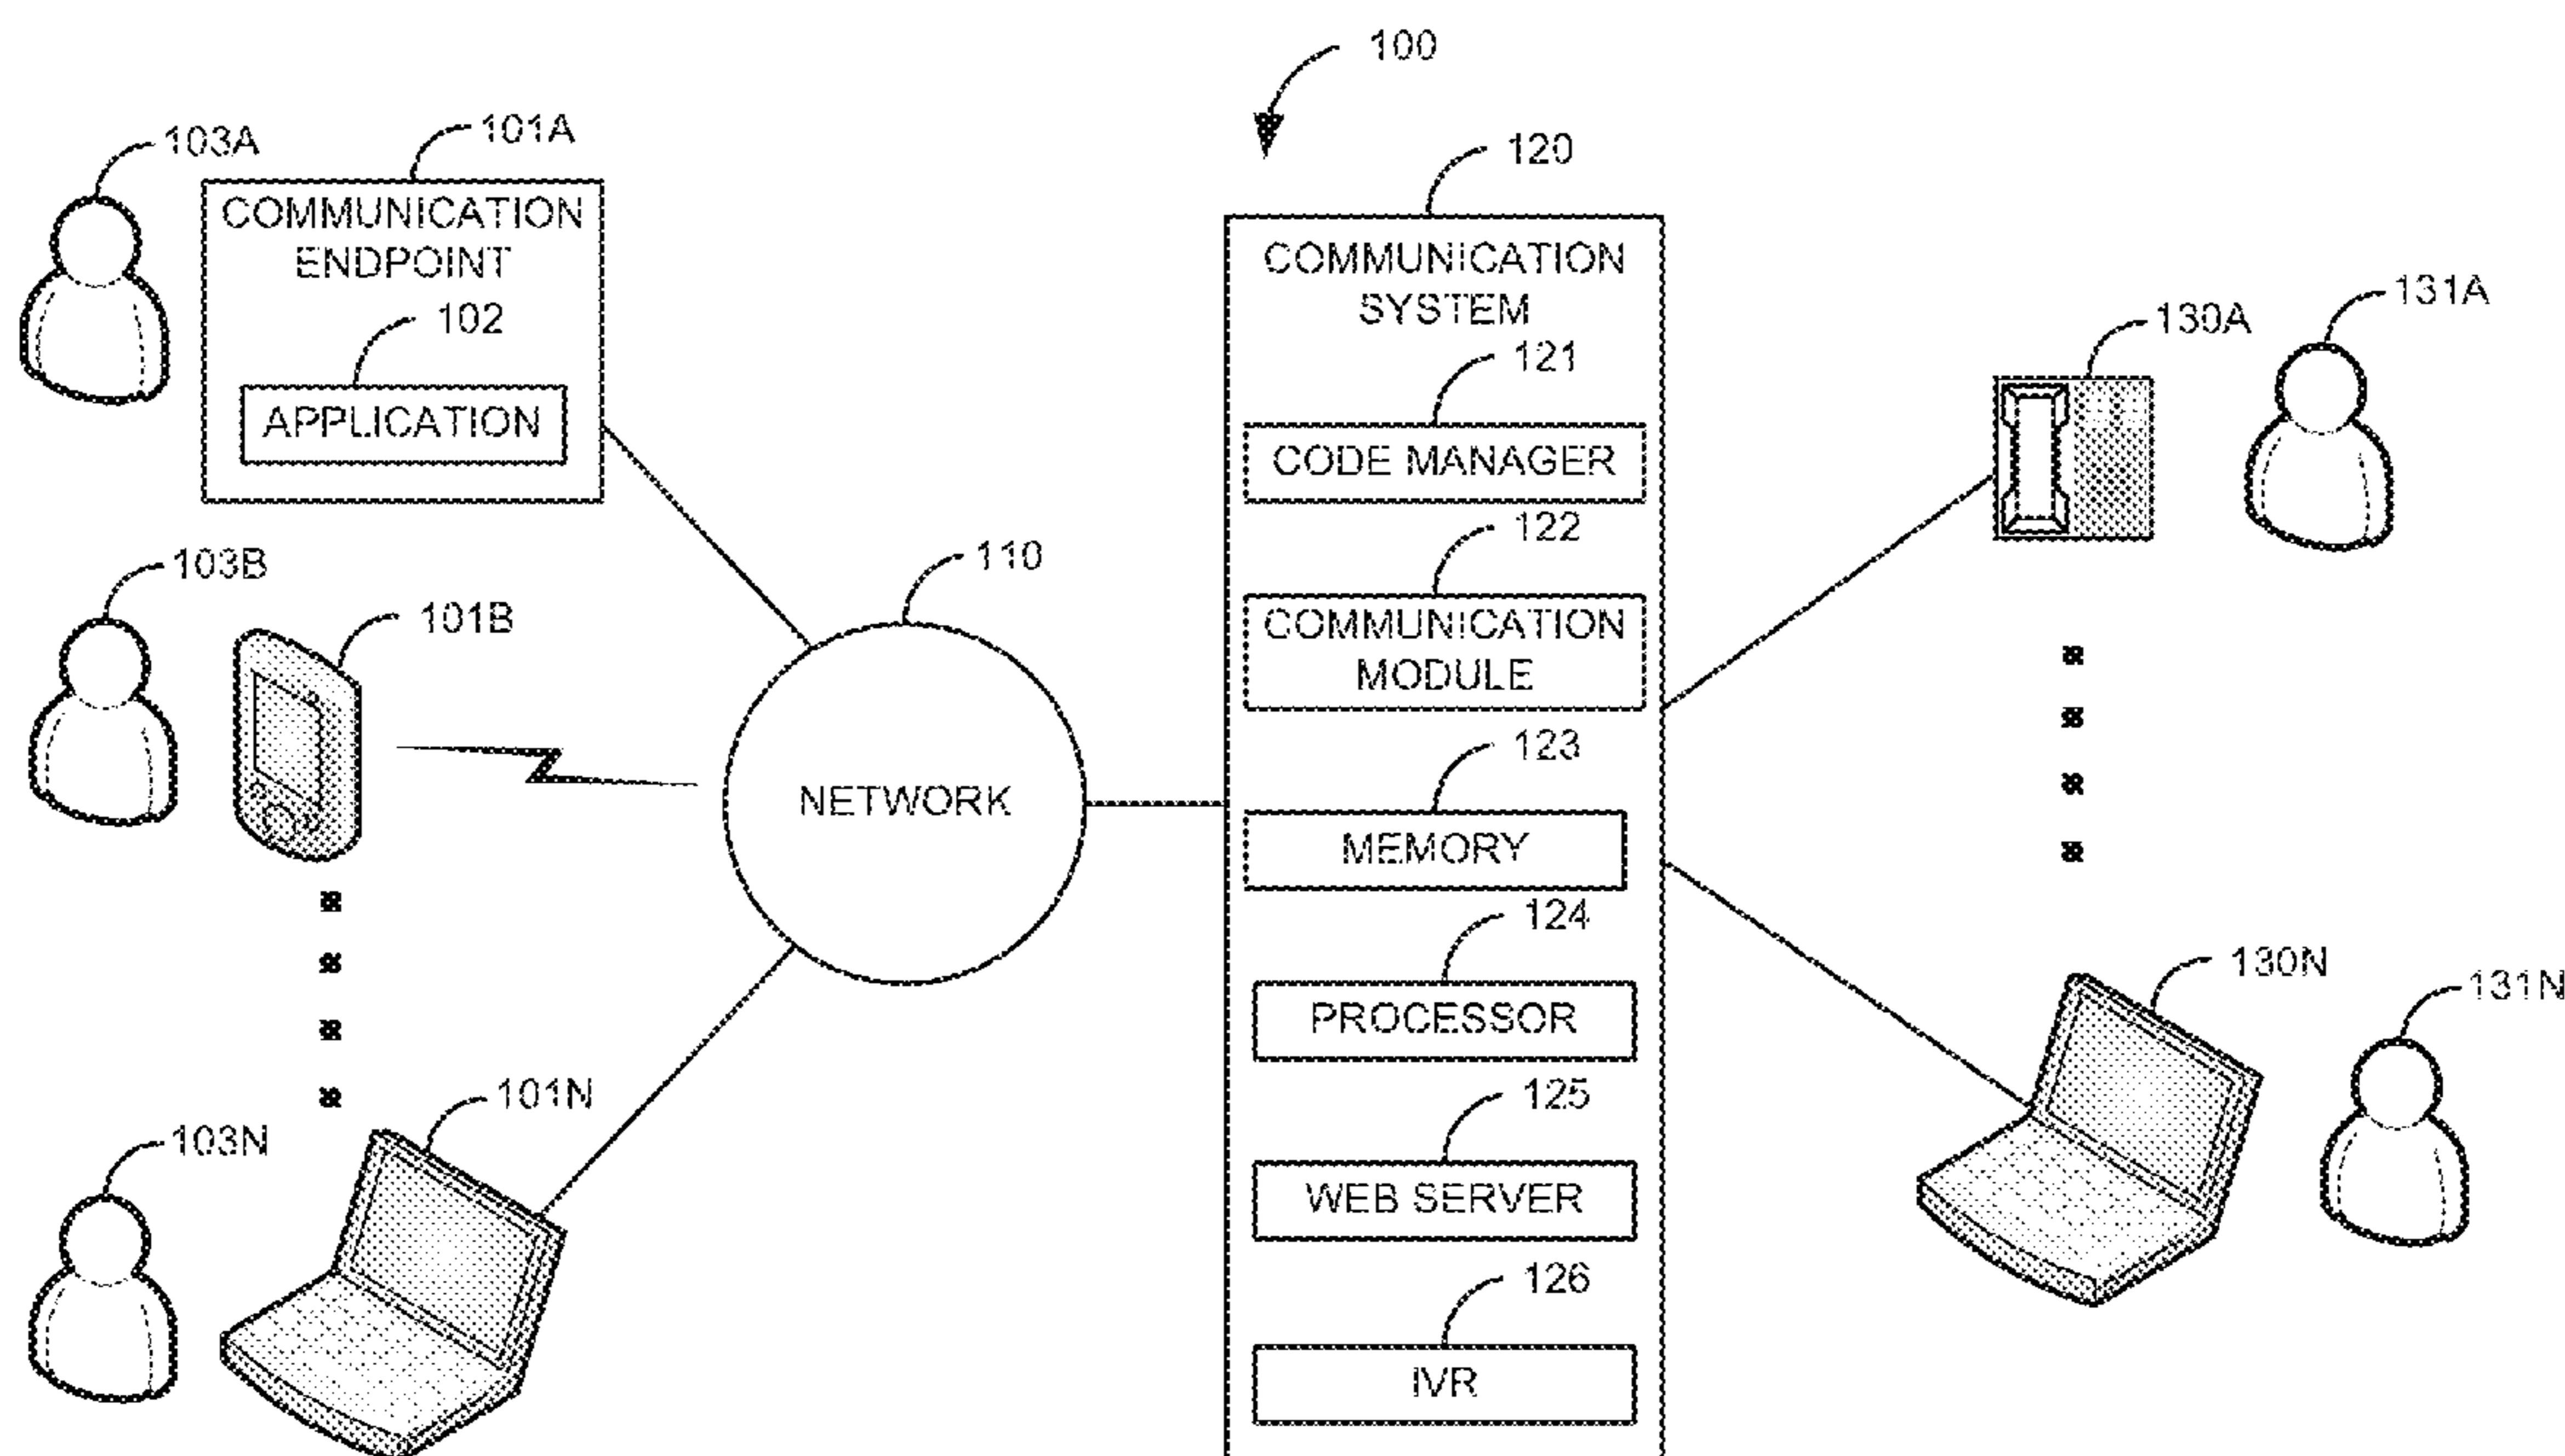 100
103A
101A
120
COMMUNICATION
ENDPOINT
102
APPLICATION
COMMUNICATION
SYSTEM
121
CODE MANAGER
122
COMMUNICATION
MODULE
123
MEMORY
124
PROCESSOR
125
WEB SERVER
126
IVR
103B
101B
110
NETWORK
103N
101N
130A
131A
130N
131N